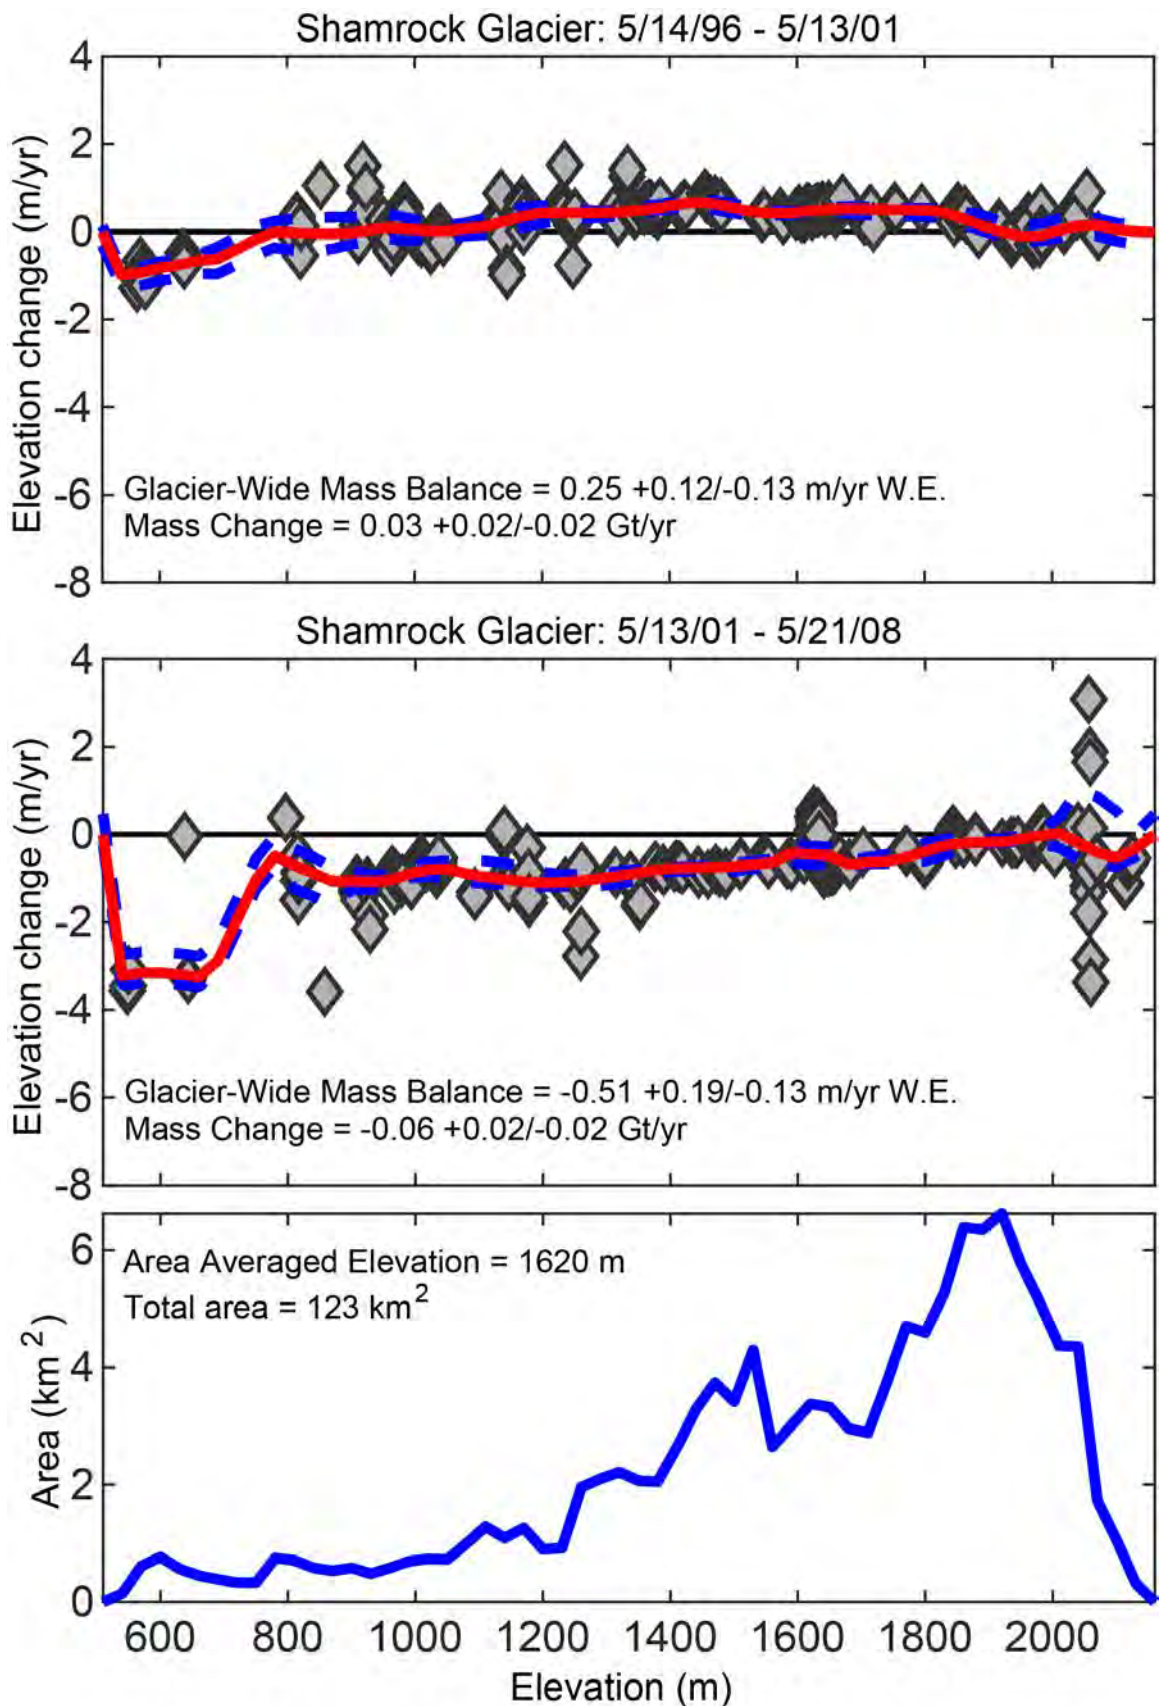 Shamrock Glacier: 5/14/96 - 5/13/01
4
2
0
-2
-4
-6
-8
Elevation change (m/yr)
Glacier-Wide Mass Balance = 0.25 +0.12/-0.13 m/yr W.E.
Mass Change = 0.03 +0.02/-0.02 Gt/yr
Shamrock Glacier: 5/13/01 - 5/21/08
4
2
0
-2
-4
-6
-8
Elevation change (m/yr)
Glacier-Wide Mass Balance = -0.51 +0.19/-0.13 m/yr W.E.
Mass Change = -0.06 +0.02/-0.02 Gt/yr
6
4
2
0
Area (km²)
Area Averaged Elevation = 1620 m
Total area = 123 km²
600 800 1000 1200 1400 1600 1800 2000
Elevation (m)